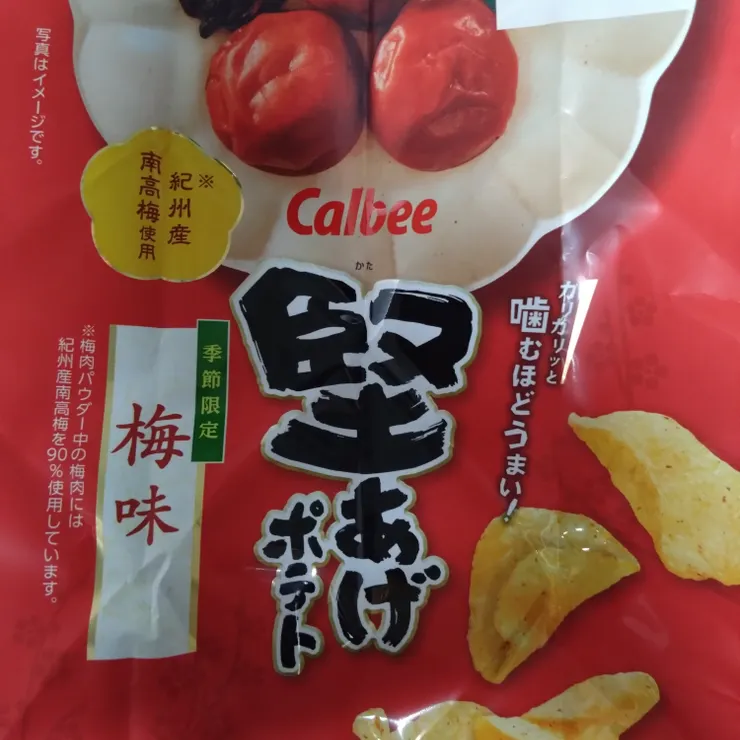 写真はイメージです。
※
紀州産
南高梅使用
Calbee
かた
堅あげ
ポテト
カリカリッと
噛むほどうまい!
季節限定
梅味
※梅肉パウダー中の梅肉には
紀州産南高梅を90%使用しています。